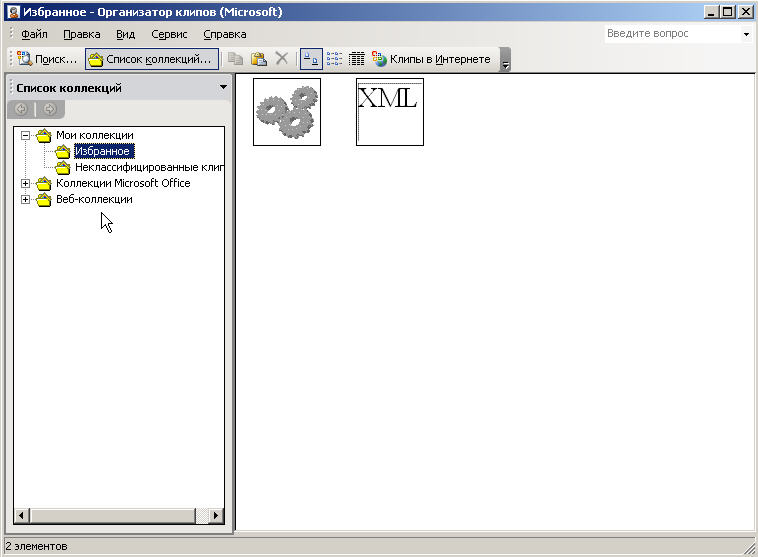 Избранное - Организатор клипов (Microsoft)
Файл Правка Вид Сервис Справка Введите вопрос
Поиск... Список коллекций... Клипы в Интернете
Список коллекций
Мои коллекции
Избранное
Неклассифицированные клип
Коллекции Microsoft Office
Веб-коллекции
XML
2 элементов